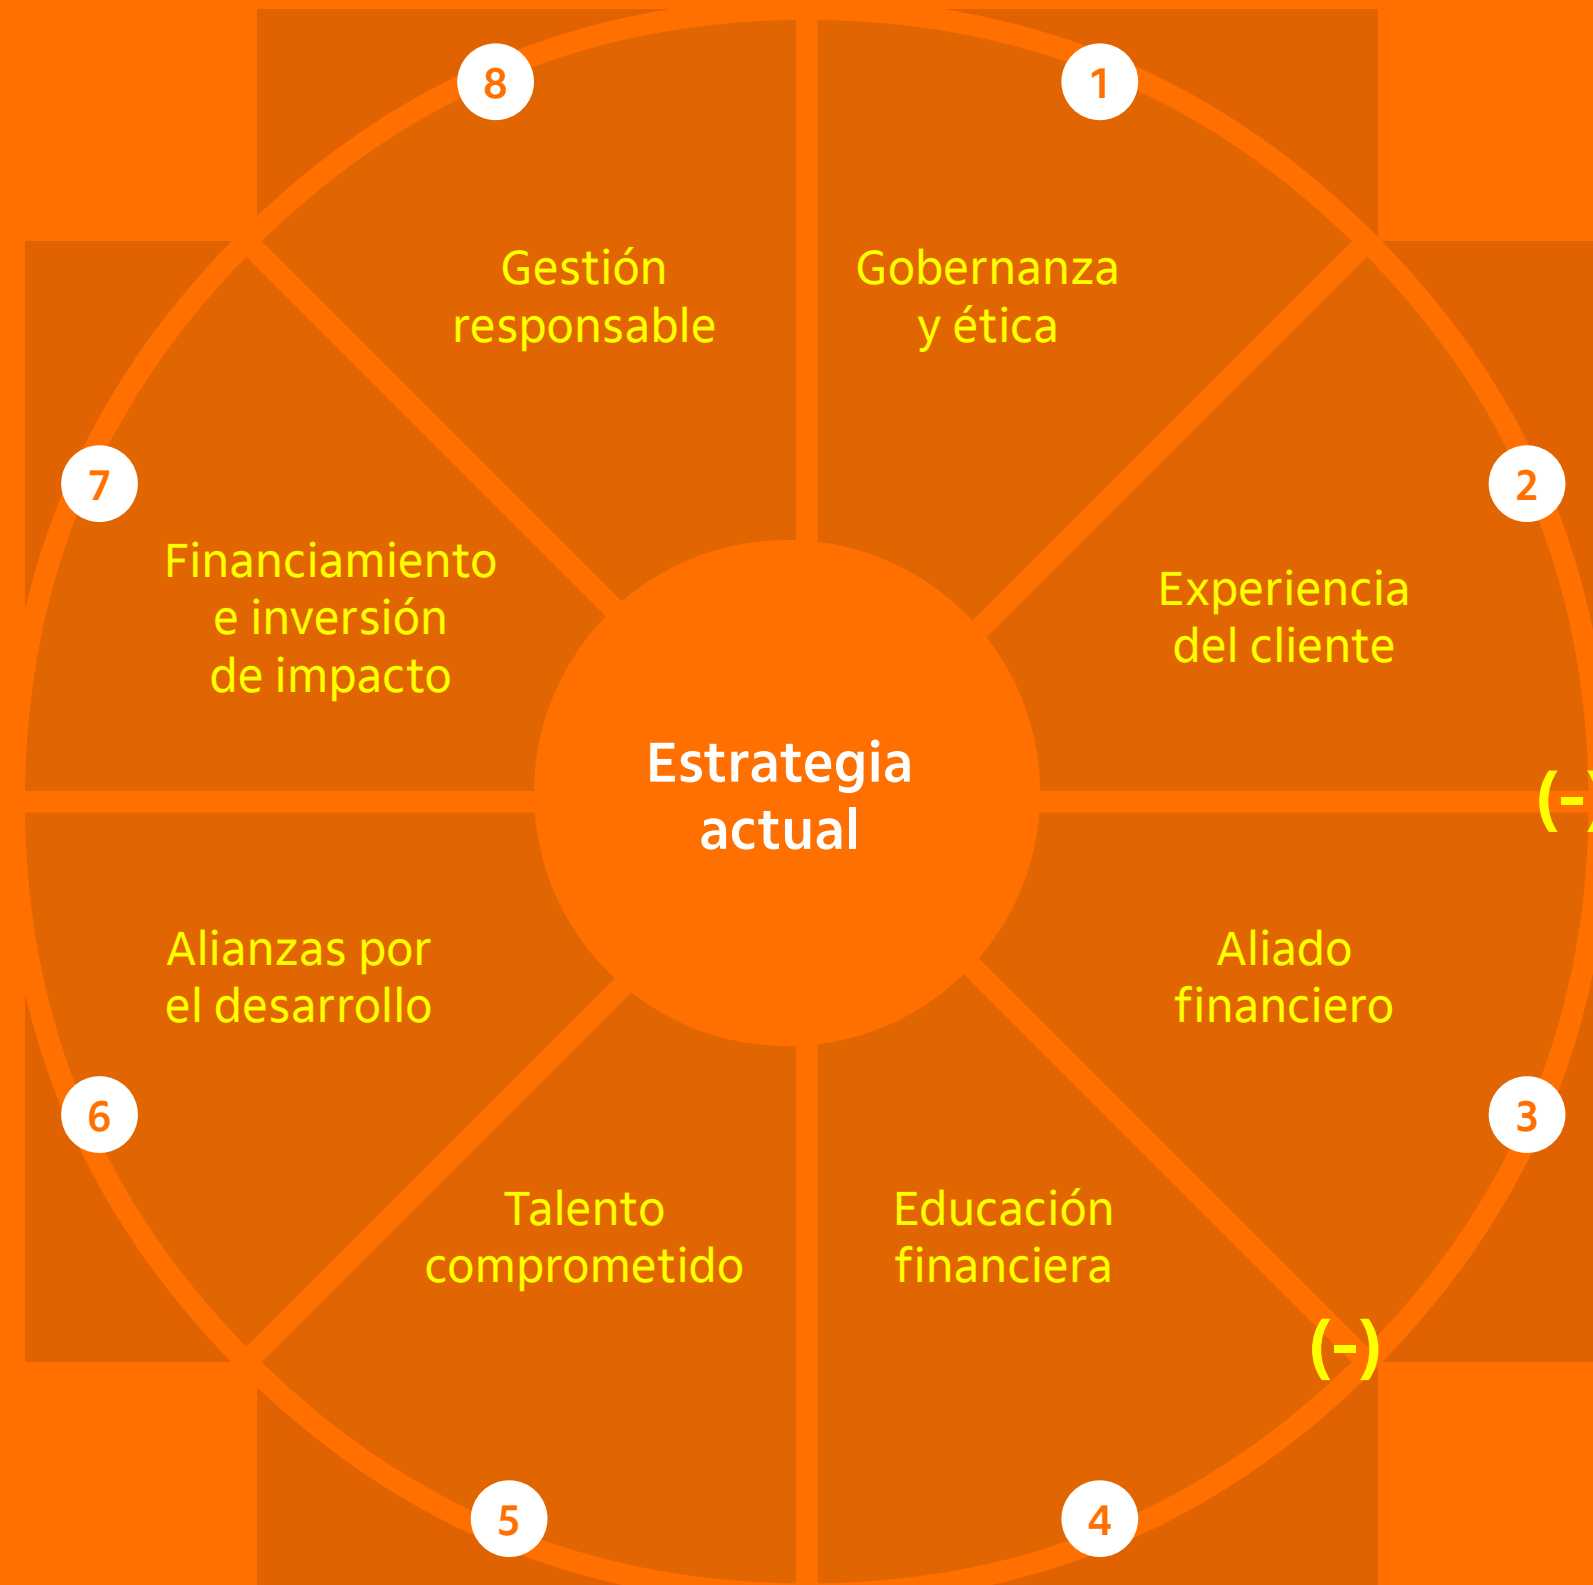 8
1
Gestión
responsable
Gobernanza
y ética
7
2
Financiamiento
e inversión
de impacto
Experiencia
del cliente
Estrategia
actual
(-)
Alianzas por
el desarrollo
Aliado
financiero
6
3
Talento
comprometido
Educación
financiera
(-)
5
4